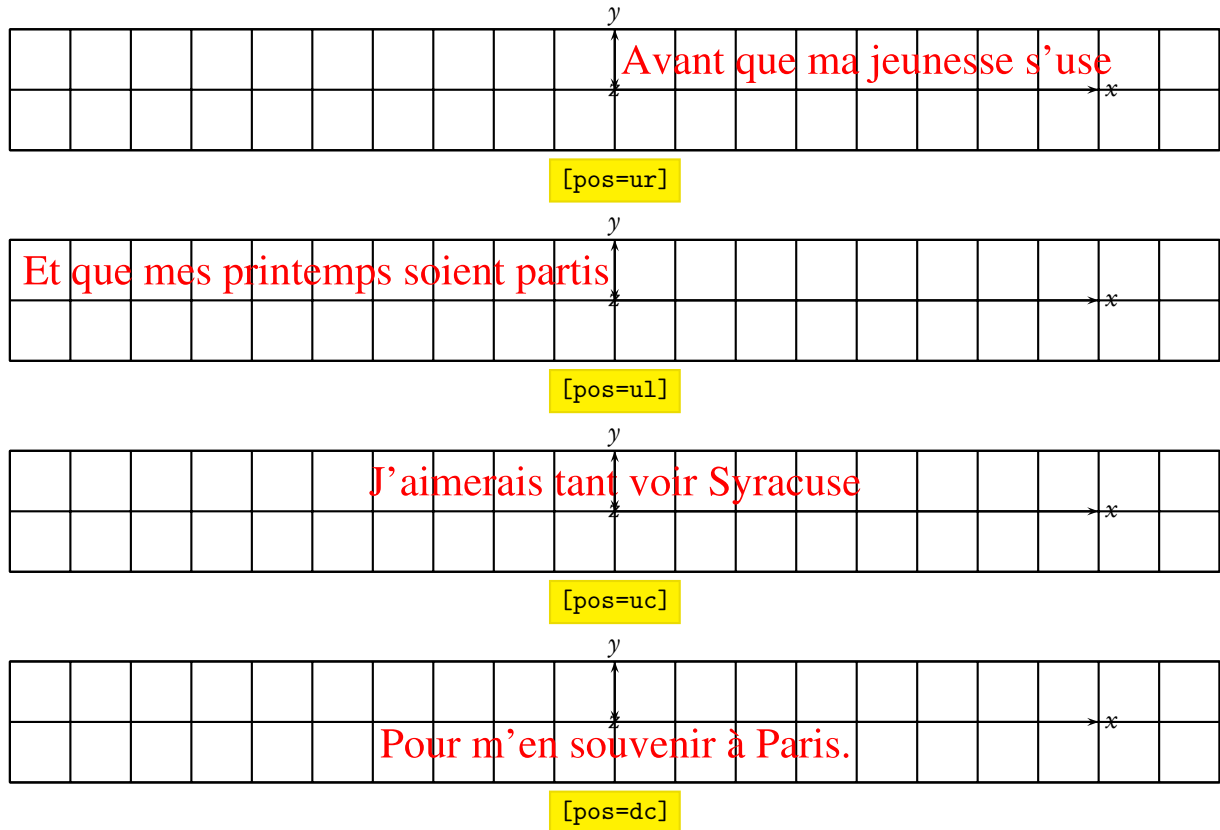 y
Avant que ma jeunesse s’use
z x
[pos=ur]
y
Et que mes printemps soient partis
z x
[pos=ul]
y
J’aimerais tant voir Syracuse
z x
[pos=uc]
y
z x
Pour m’en souvenir à Paris.
[pos=dc]